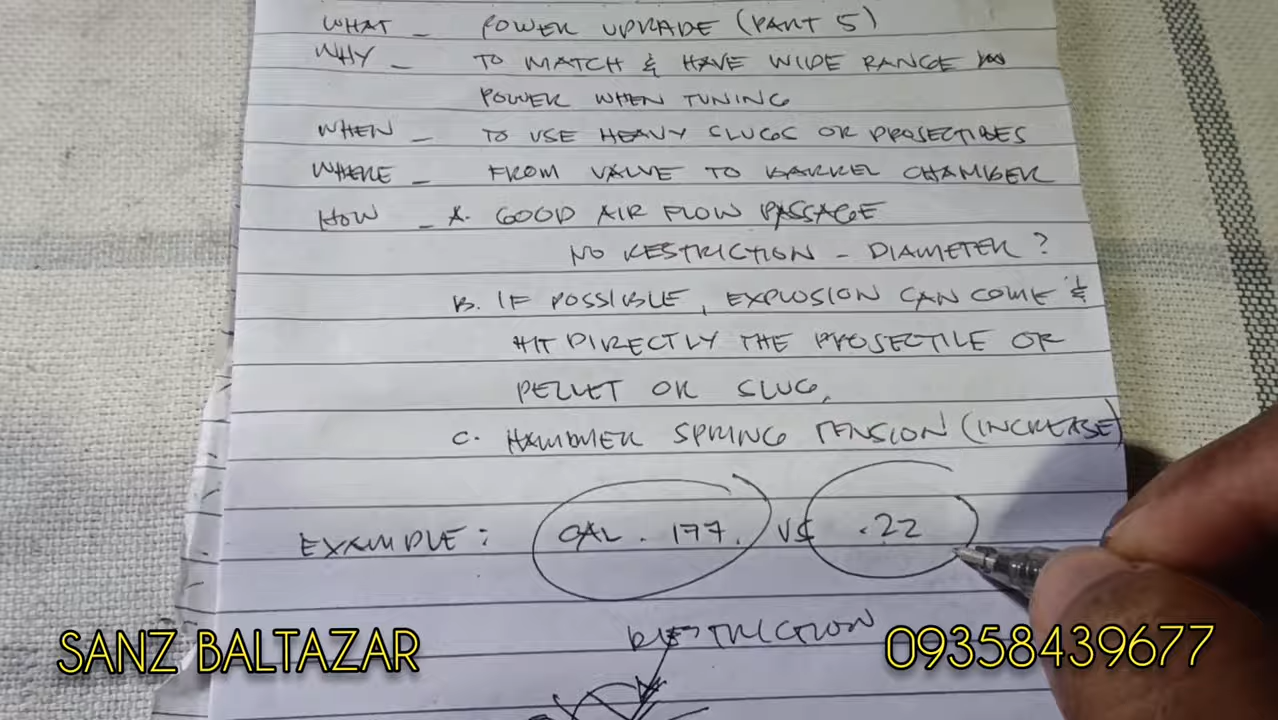 WHAT - POWER UPRADE (PART 5)
WHY - TO MATCH & HAVE WIDE RANGE
POWER WHEN TUNING
WHEN - TO USE HEAVY SLUGS OR PROJECTILES
WHERE - FROM VALVE TO BARREL CHAMBER
HOW - A. GOOD AIR FLOW PASSAGE
NO RESTRICTION - DIAMETER ?
B. IF POSSIBLE, EXPLOSION CAN COME &
HIT DIRECTLY THE PROJECTILE OR
PELLET OR SLUG,
C. HAMMER SPRING TENSION (INCREASE)
EXAMPLE : CAL. .177. VS .22
RESTRICTION
SANZ BALTAZAR
09358439677